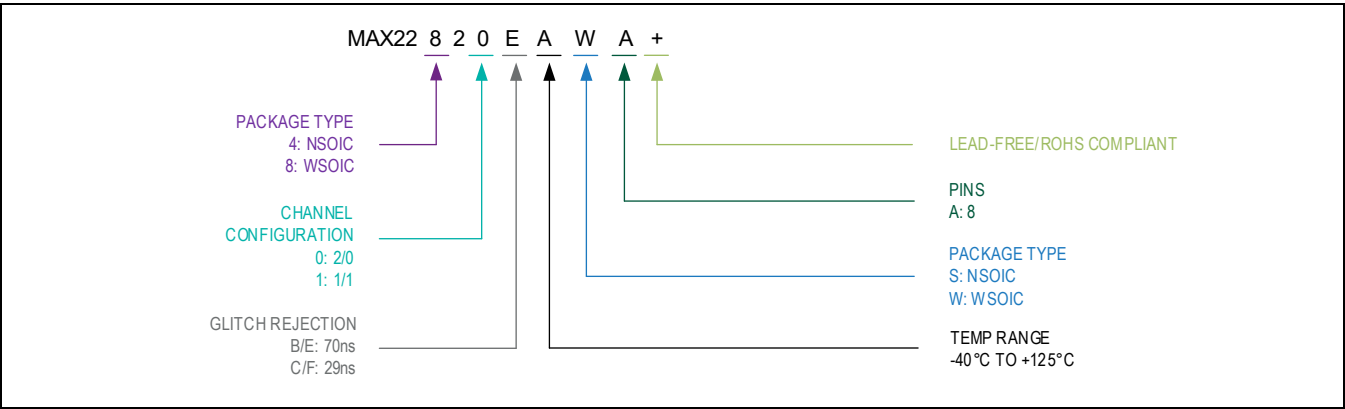 MAX22 8 2 0 E A W A +
PACKAGE TYPE
4: NSOIC
8: WSOIC
CHANNEL
CONFIGURATION
0: 2/0
1: 1/1
GLITCH REJECTION
B/E: 70ns
C/F: 29ns
LEAD-FREE/ROHS COMPLIANT
PINS
A: 8
PACKAGE TYPE
S: NSOIC
W: WSOIC
TEMP RANGE
-40°C TO +125°C